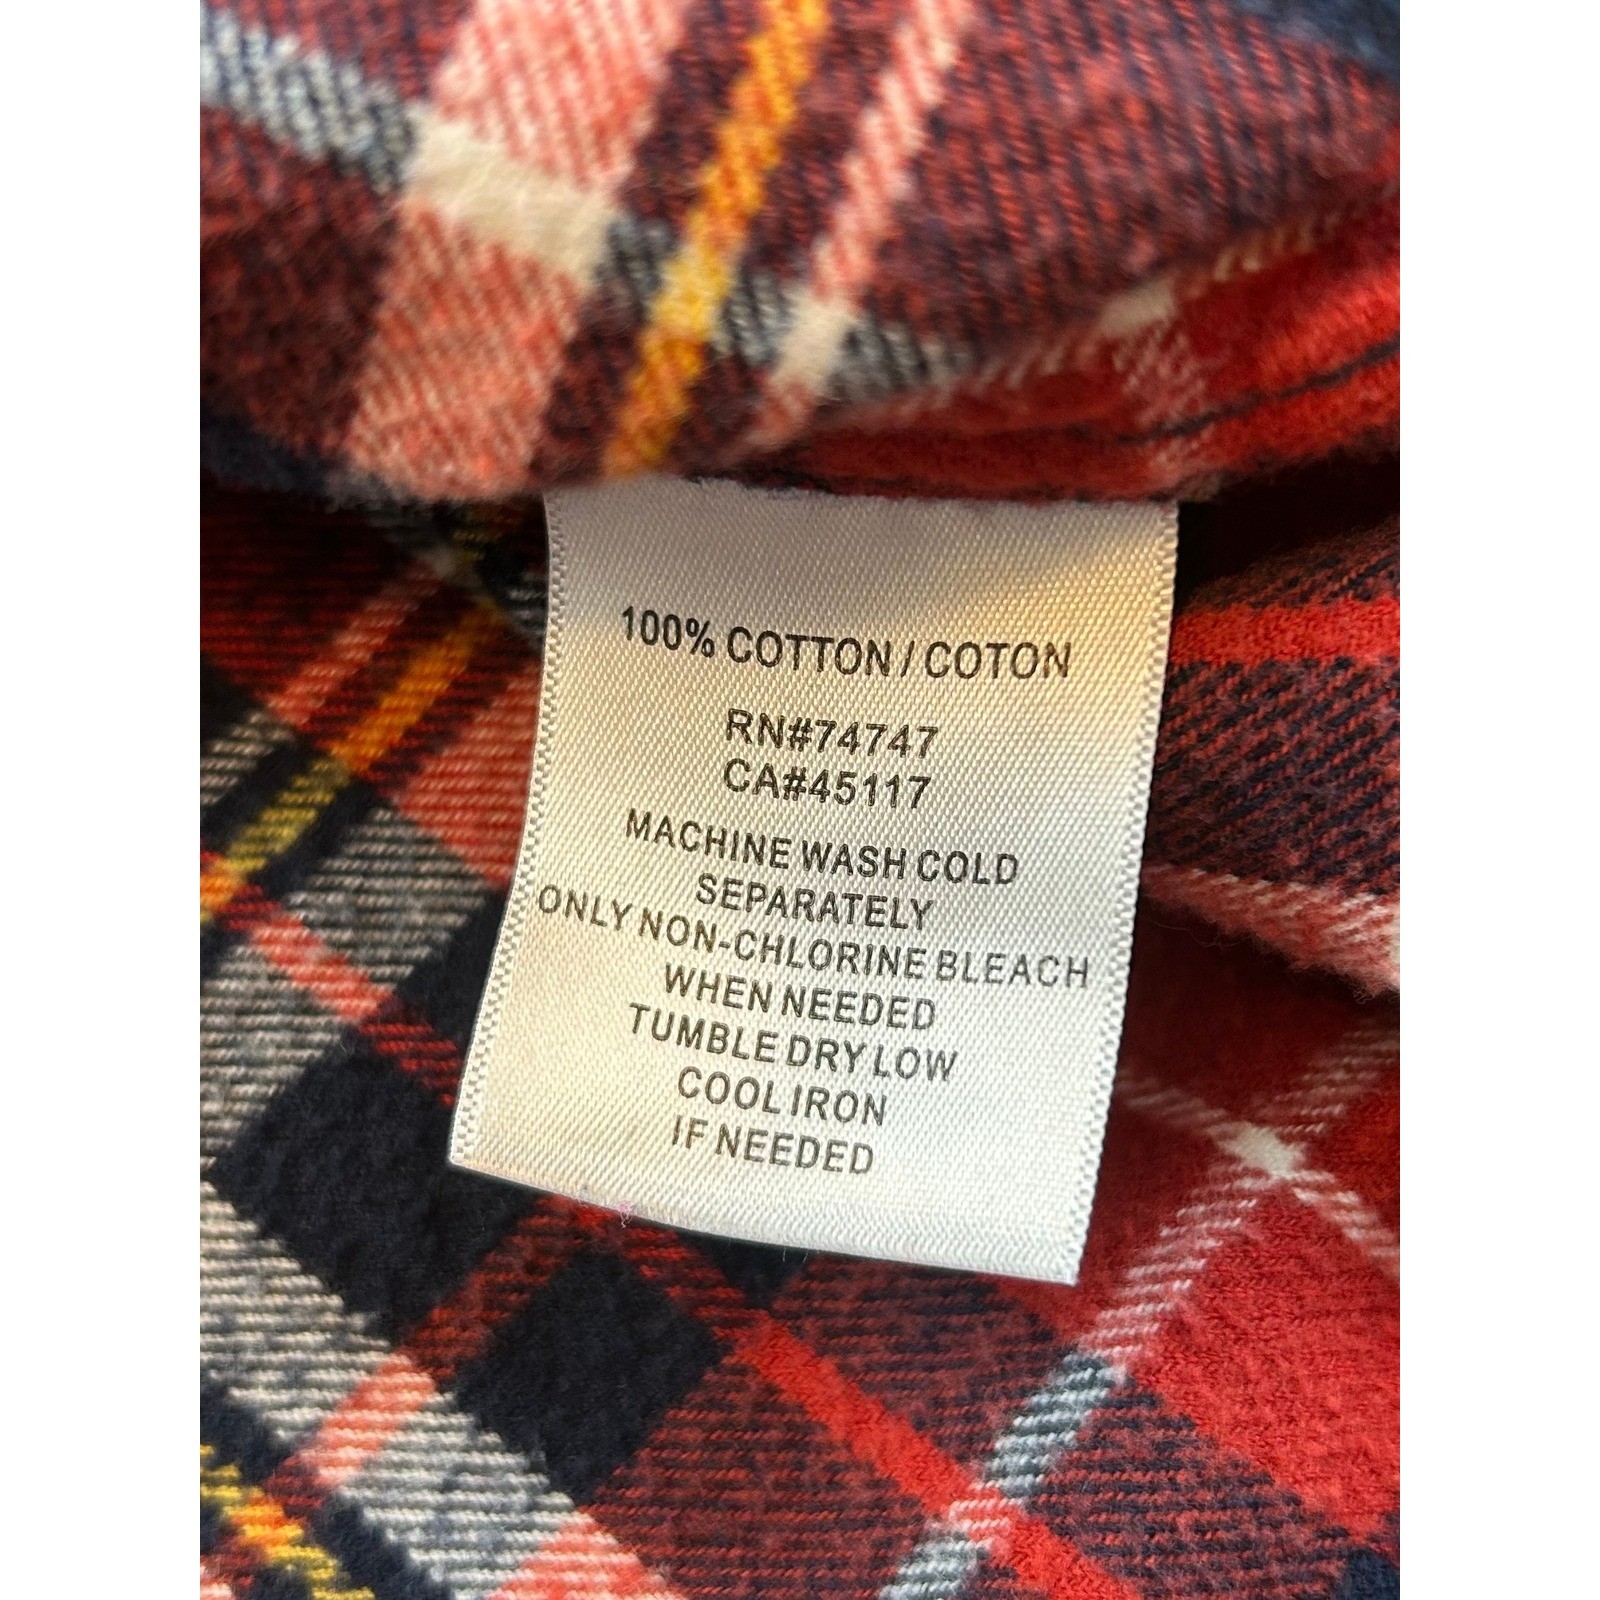 100% COTTON / COTON
RN#74747
CA#45117
MACHINE WASH COLD
SEPARATELY
ONLY NON-CHLORINE BLEACH
WHEN NEEDED
TUMBLE DRY LOW
COOL IRON
IF NEEDED